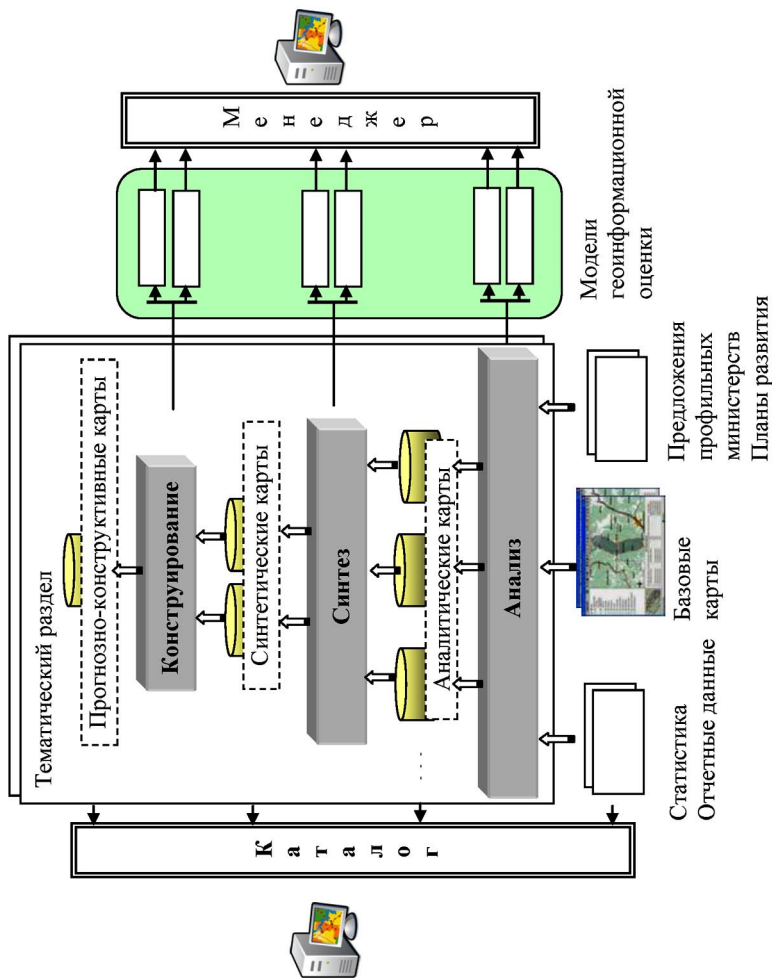 Каталог
Тематический раздел
Прогнозно-конструктивные карты
Конструирование
Синтетические карты
Синтез
Аналитические карты
. . . .
Анализ
Статистика
Отчетные данные
Базовые
карты
Предложения
профильных
министерств
Планы развития
Модели
геоинформационной
оценки
Менеджер